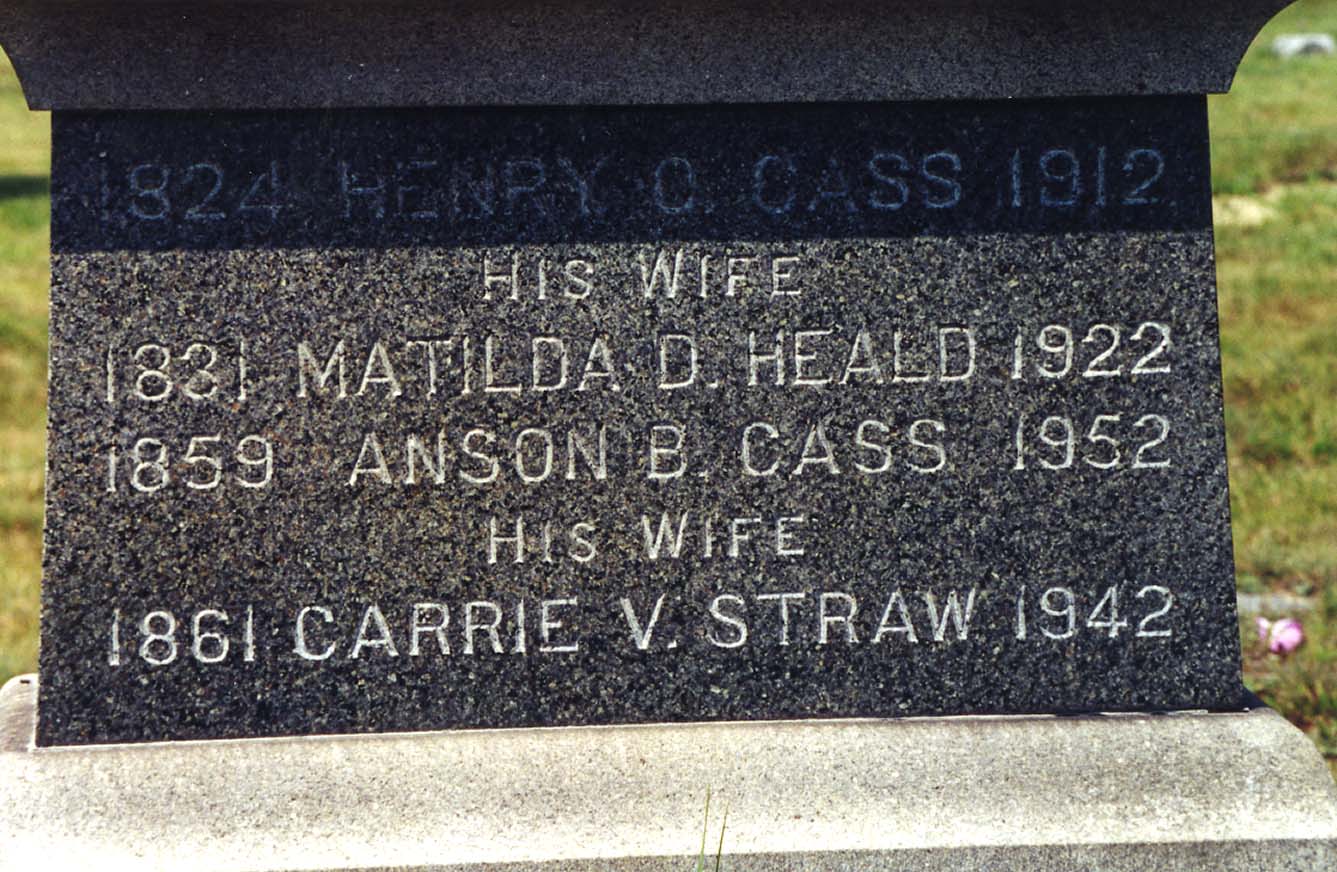 1824 HENRY O. CASS 1912.
HIS WIFE
1831 MATILDA D. HEALD 1922
1859 ANSON B. CASS 1952
HIS WIFE
1861 CARRIE V. STRAW 1942